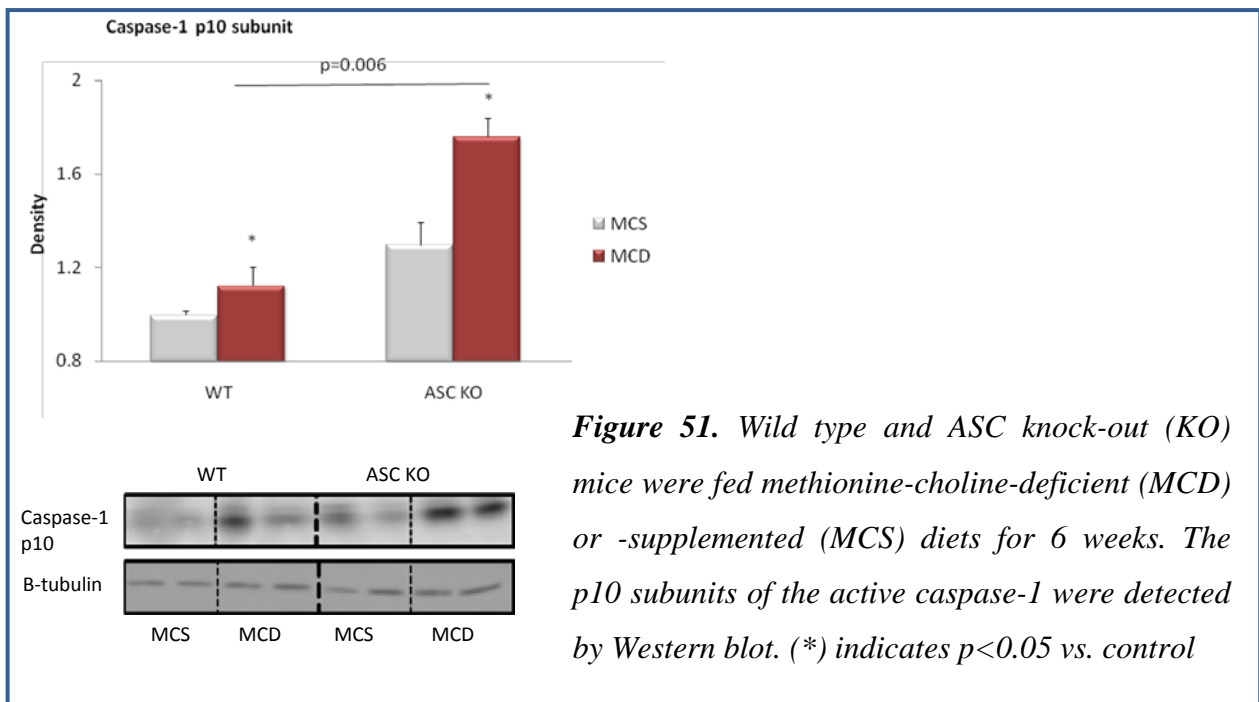 Caspase-1 p10 subunit
p=0.006
2
*
1.6
Density
MCS
*
MCD
1.2
0.8
WT
ASC KO
Figure 51. Wild type and ASC knock-out (KO)
mice were fed methionine-choline-deficient (MCD)
or -supplemented (MCS) diets for 6 weeks. The
p10 subunits of the active caspase-1 were detected
by Western blot. (*) indicates p<0.05 vs. control
WT
ASC KO
Caspase-1
p10
B-tubulin
MCS
MCD
MCS
MCD